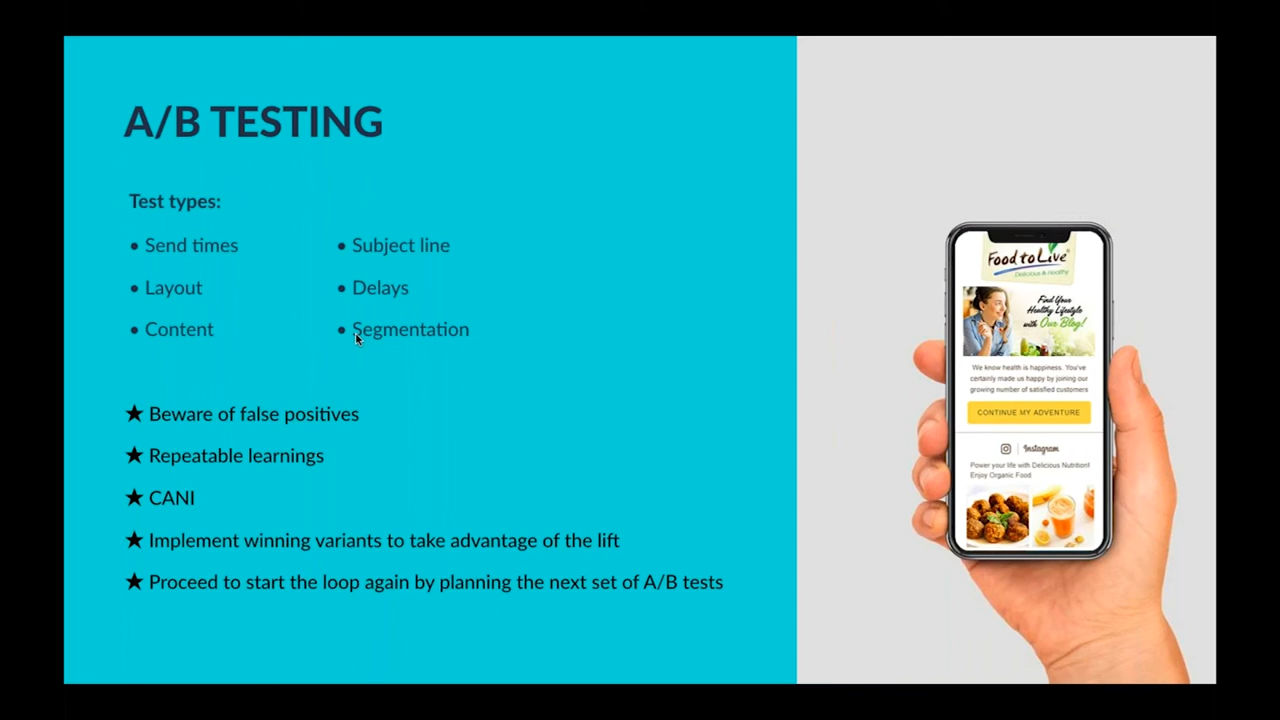 A/B TESTING
Test types:
• Send times
• Layout
• Content
• Subject line
• Delays
• Segmentation
★ Beware of false positives
★ Repeatable learnings
★ CANI
★ Implement winning variants to take advantage of the lift
★ Proceed to start the loop again by planning the next set of A/B tests
Food to Live®
Delicious & Healthy
Find Your
Healthy Lifestyle
with Our Blog!
We know health is happiness. You've
certainly made us happy by joining our
growing number of satisfied customers
CONTINUE MY ADVENTURE
Instagram
Power your life with Delicious Nutrition!
Enjoy Organic Food